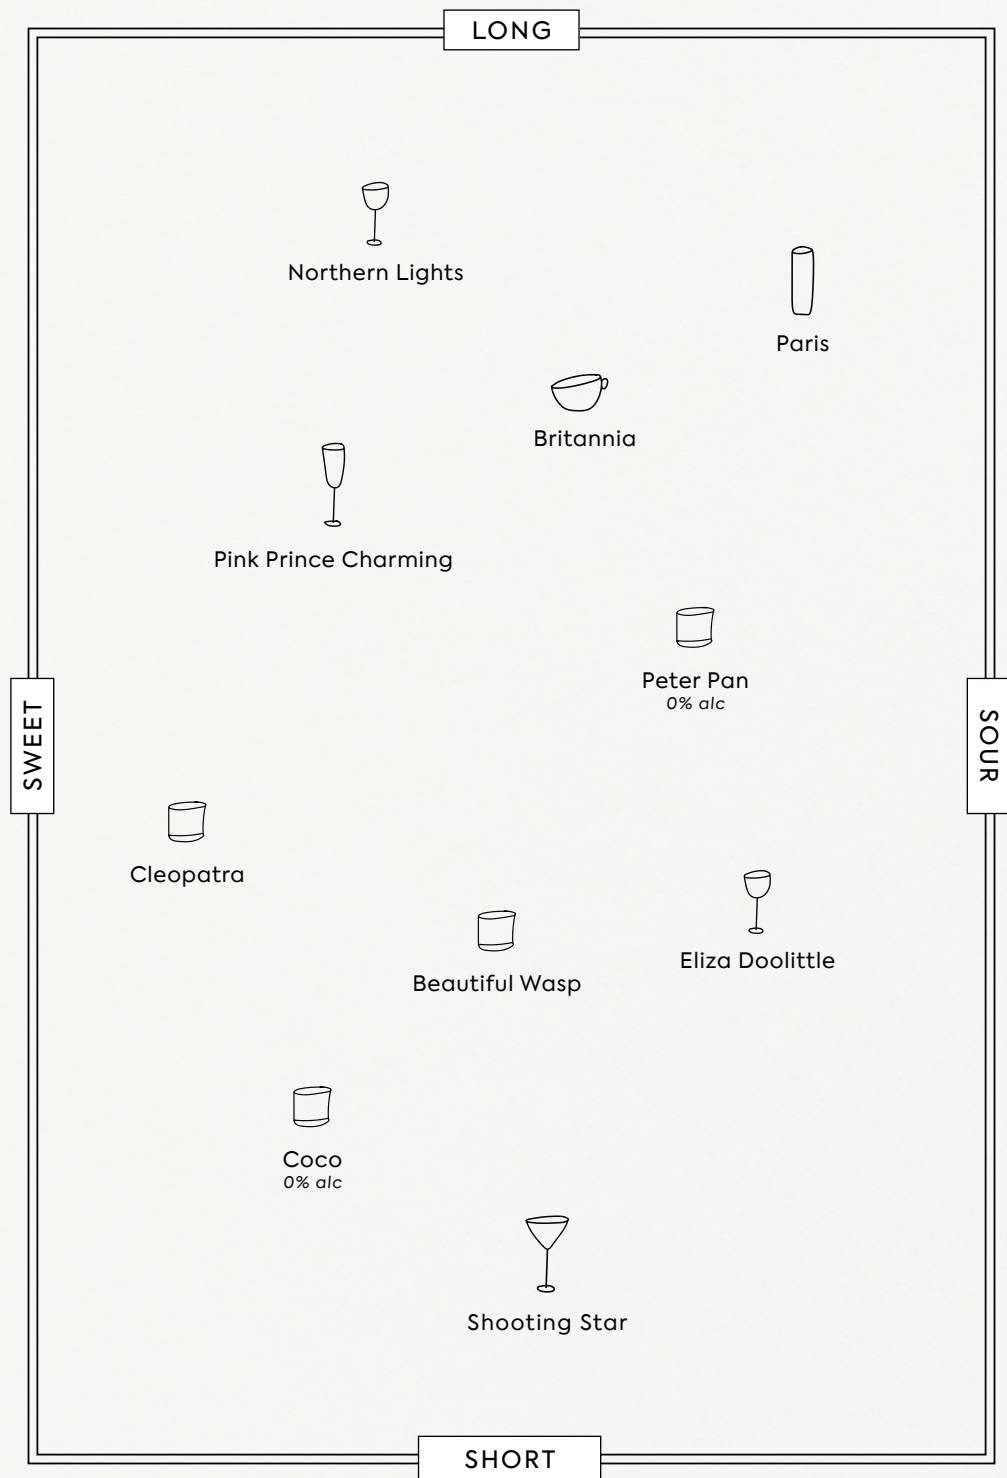 LONG
Northern Lights
Paris
Britannia
Pink Prince Charming
Peter Pan
0% alc
SWEET
SOUR
Cleopatra
Eliza Doolittle
Beautiful Wasp
Coco
0% alc
Shooting Star
SHORT